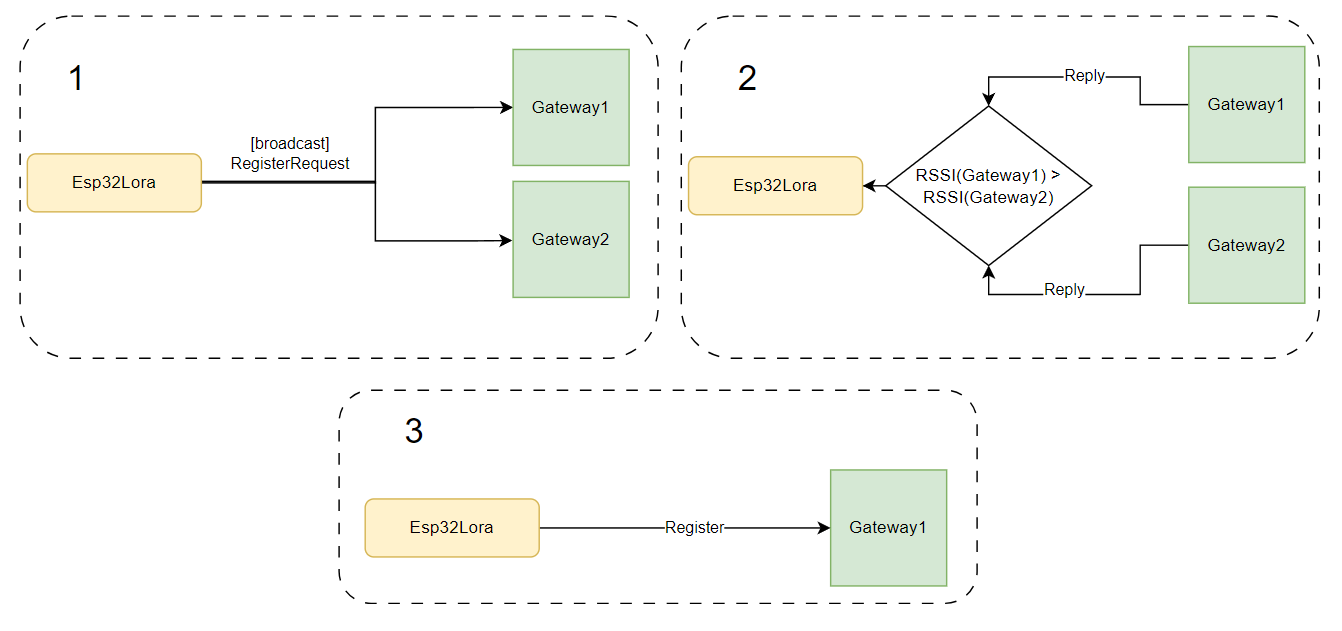 1
[broadcast]
RegisterRequest
Esp32Lora
Gateway1
Gateway2
2
Reply
Gateway1
Esp32Lora
RSSI(Gateway1) >
RSSI(Gateway2)
Gateway2
Reply
3
Esp32Lora
Register
Gateway1